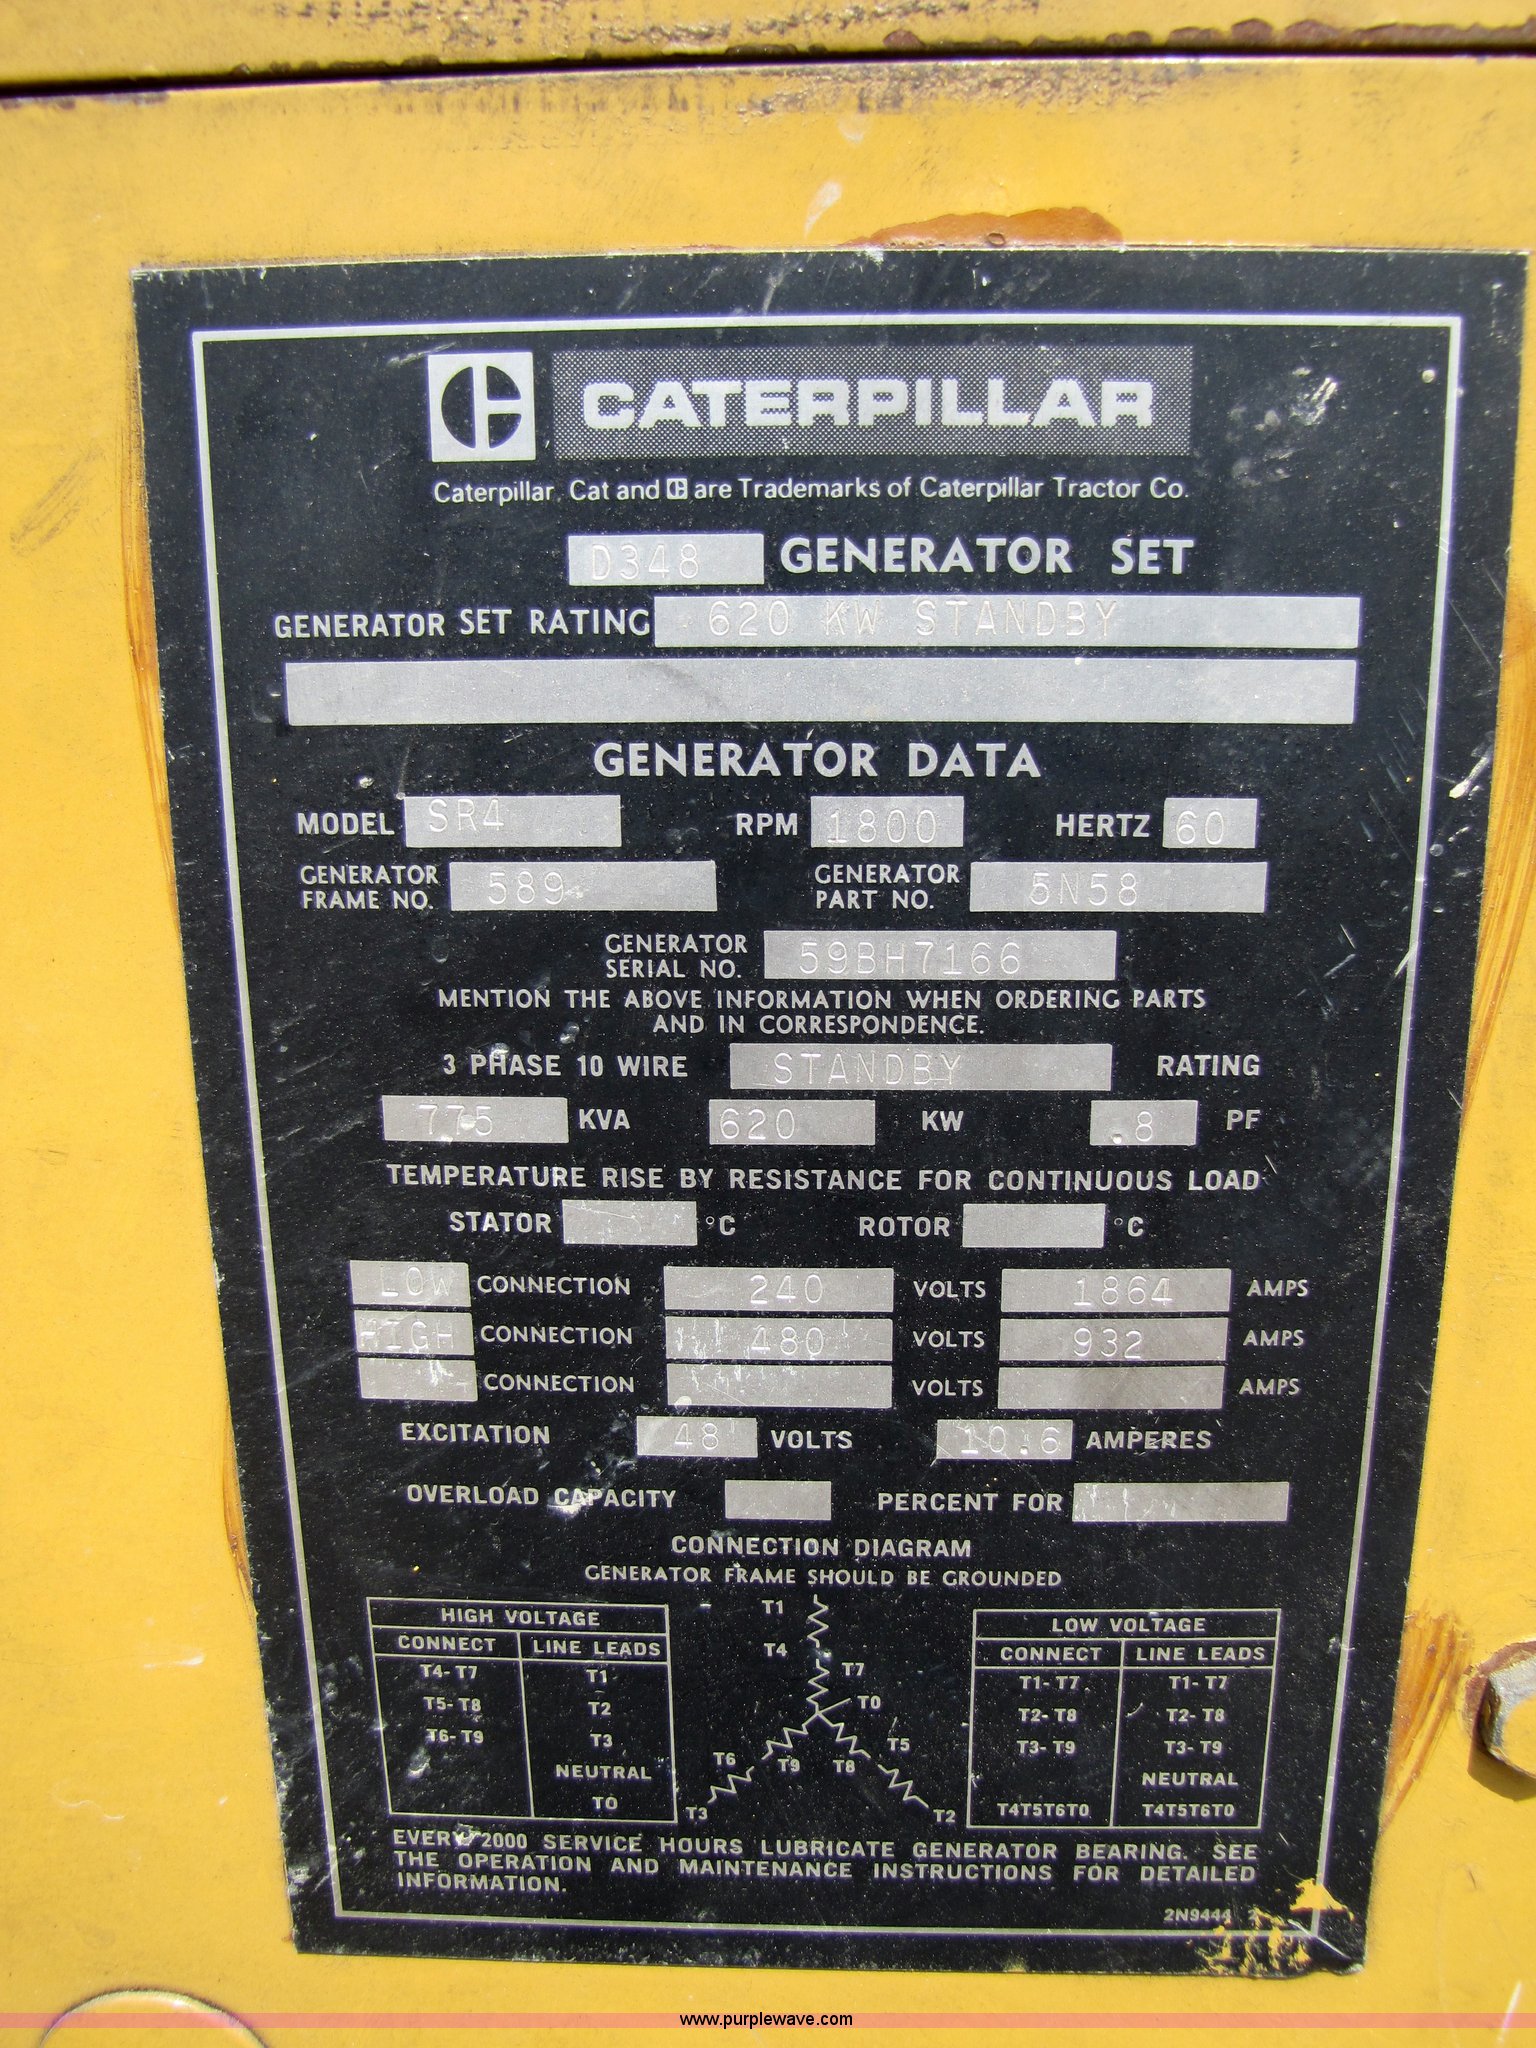 CATERPILLAR
Caterpillar, Cat and C are Trademarks of Caterpillar Tractor Co.
D348 GENERATOR SET
GENERATOR SET RATING 620 KW STANDBY
GENERATOR DATA
MODEL SR4 RPM 1800 HERTZ 60
GENERATOR FRAME NO. 589 GENERATOR PART NO. 5N58
GENERATOR SERIAL NO. 59BH7166
MENTION THE ABOVE INFORMATION WHEN ORDERING PARTS
AND IN CORRESPONDENCE.
3 PHASE 10 WIRE STANDBY RATING
775 KVA 620 KW .8 PF
TEMPERATURE RISE BY RESISTANCE FOR CONTINUOUS LOAD
STATOR °C ROTOR °C
LOW CONNECTION 240 VOLTS 1864 AMPS
HIGH CONNECTION 480 VOLTS 932 AMPS
CONNECTION VOLTS AMPS
EXCITATION 48 VOLTS 10.6 AMPERES
OVERLOAD CAPACITY PERCENT FOR
CONNECTION DIAGRAM
GENERATOR FRAME SHOULD BE GROUNDED
HIGH VOLTAGE
CONNECT LINE LEADS
T4-T7 T1
T5-T8 T2
T6-T9 T3
NEUTRAL
T0
T1
T4
T7
T0
T6 T9 T8 T5
T3 T2
LOW VOLTAGE
CONNECT LINE LEADS
T1-T7 T1-T7
T2-T8 T2-T8
T3-T9 T3-T9
NEUTRAL
T4T5T6T0 T4T5T6T0
EVERY 2000 SERVICE HOURS LUBRICATE GENERATOR BEARING. SEE
THE OPERATION AND MAINTENANCE INSTRUCTIONS FOR DETAILED
INFORMATION.
2N9444
www.purplewave.com